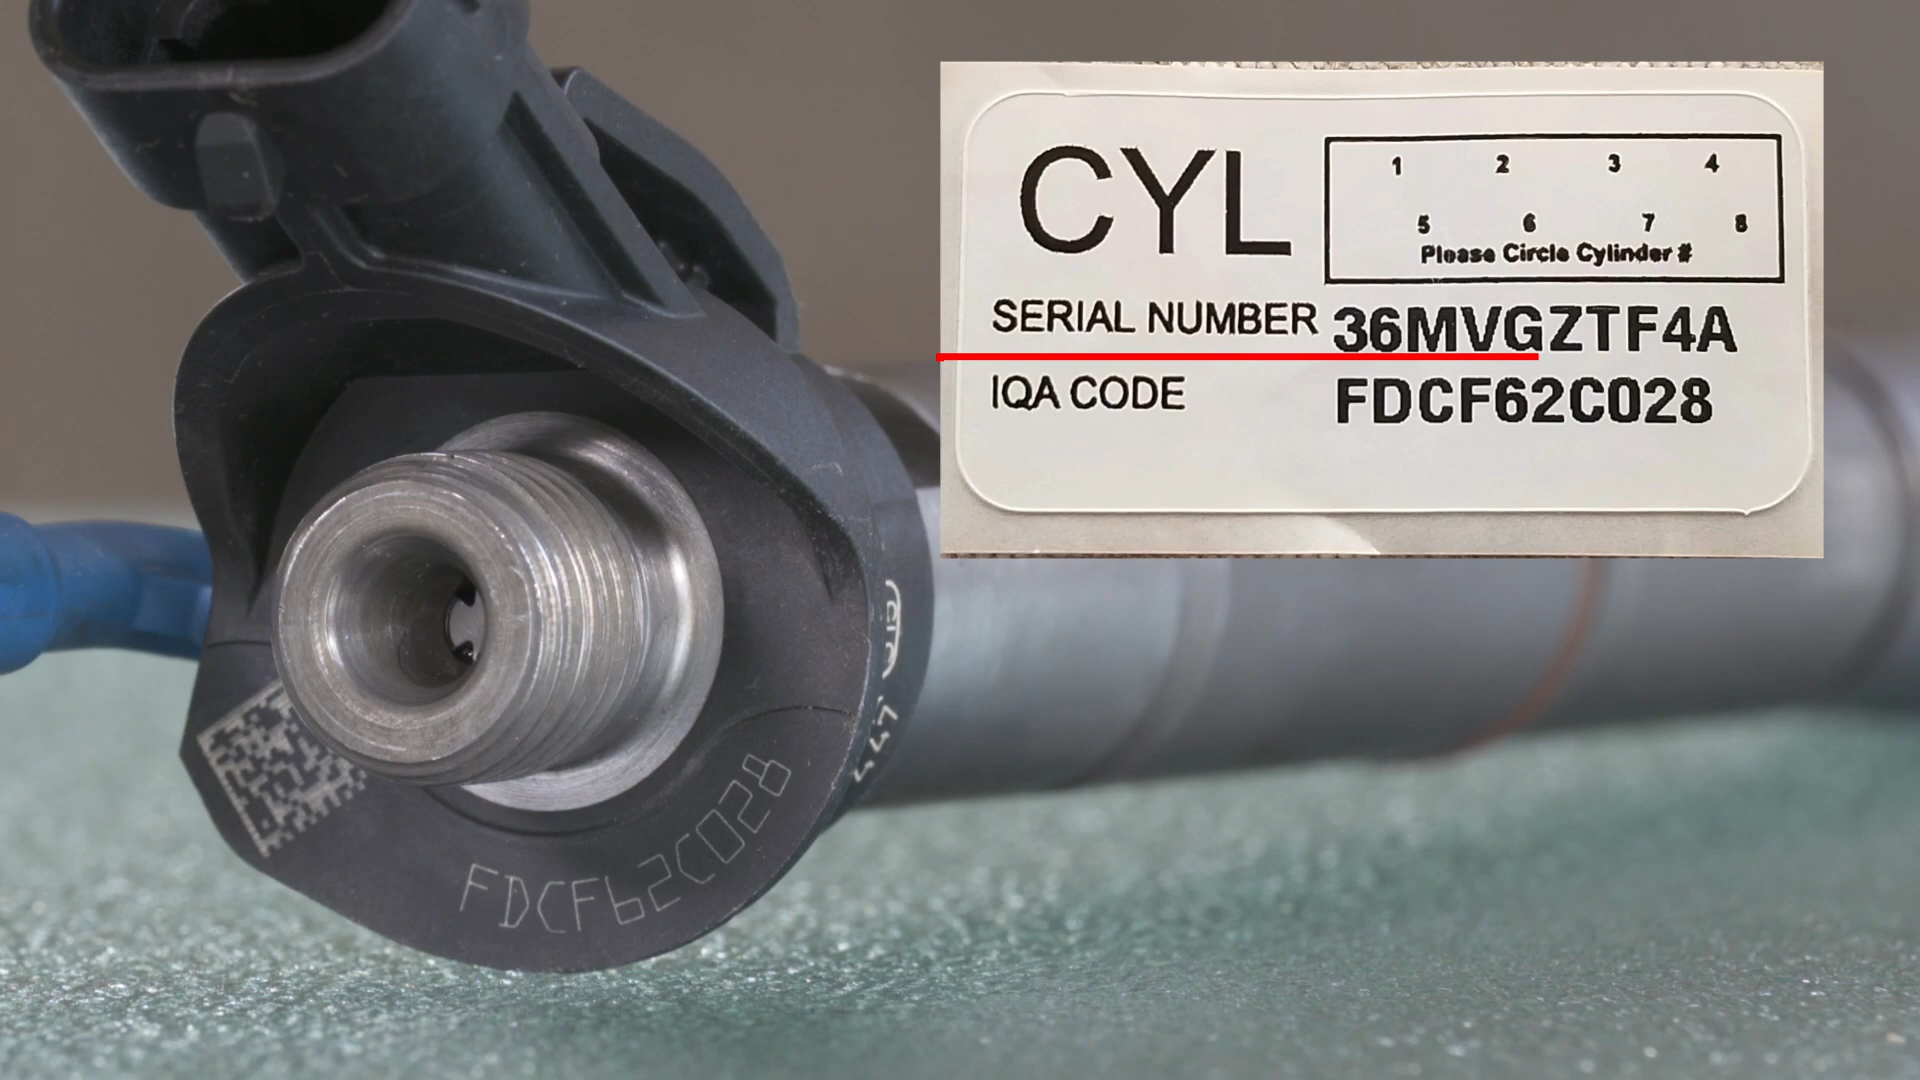 CYL
1 2 3 4
5 6 7 8
Please Circle Cylinder #
SERIAL NUMBER 36MVGZTF4A
IQA CODE FDCF62C028
FDCF62C028